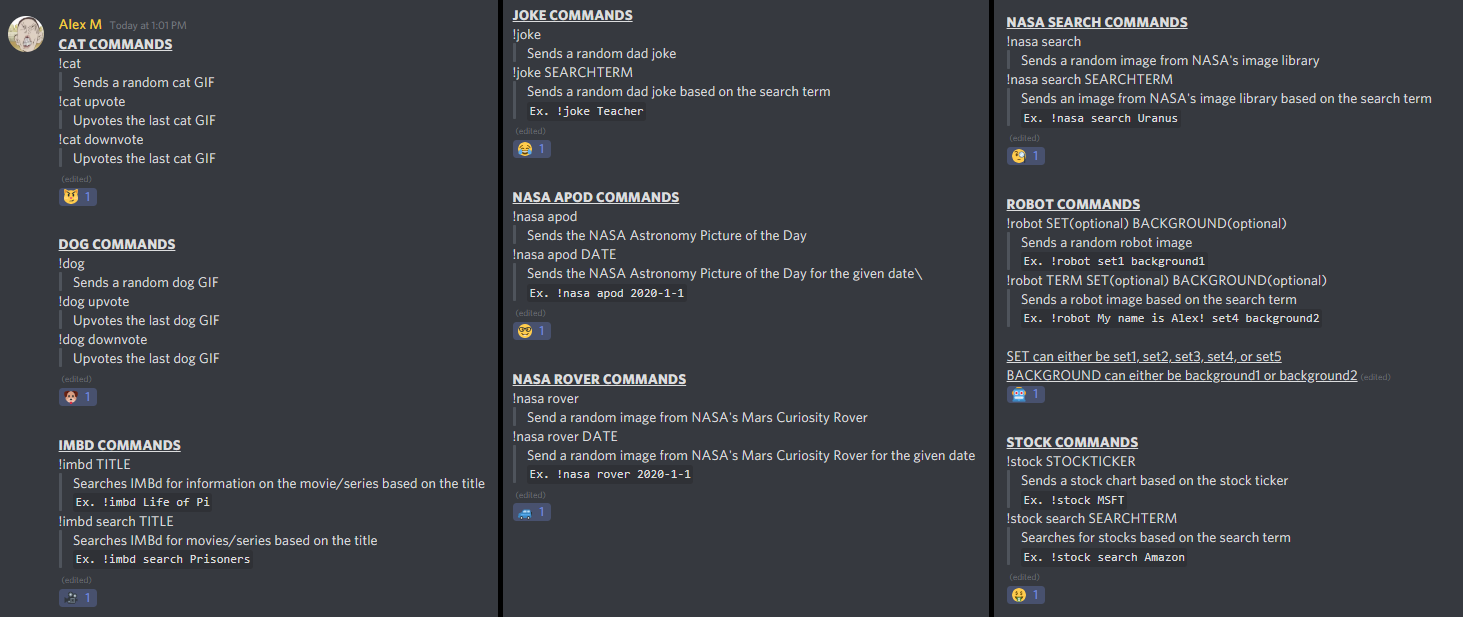 Alex M Today at 1:01 PM
CAT COMMANDS
!cat
Sends a random cat GIF
!cat upvote
Upvotes the last cat GIF
!cat downvote
Upvotes the last cat GIF
(edited)
1
DOG COMMANDS
!dog
Sends a random dog GIF
!dog upvote
Upvotes the last dog GIF
!dog downvote
Upvotes the last dog GIF
(edited)
1
IMBD COMMANDS
!imbd TITLE
Searches IMBd for information on the movie/series based on the title
Ex. !imbd Life of Pi
!imbd search TITLE
Searches IMBd for movies/series based on the title
Ex. !imbd search Prisoners
(edited)
1
JOKE COMMANDS
!joke
Sends a random dad joke
!joke SEARCHTERM
Sends a random dad joke based on the search term
Ex. !joke Teacher
(edited)
1
NASA APOD COMMANDS
!nasa apod
Sends the NASA Astronomy Picture of the Day
!nasa apod DATE
Sends the NASA Astronomy Picture of the Day for the given date\
Ex. !nasa apod 2020-1-1
(edited)
1
NASA ROVER COMMANDS
!nasa rover
Send a random image from NASA's Mars Curiosity Rover
!nasa rover DATE
Send a random image from NASA's Mars Curiosity Rover for the given date
Ex. !nasa rover 2020-1-1
(edited)
1
NASA SEARCH COMMANDS
!nasa search
Sends a random image from NASA's image library
!nasa search SEARCHTERM
Sends an image from NASA's image library based on the search term
Ex. !nasa search Uranus
(edited)
1
ROBOT COMMANDS
!robot SET(optional) BACKGROUND(optional)
Sends a random robot image
Ex. !robot set1 background1
!robot TERM SET(optional) BACKGROUND(optional)
Sends a robot image based on the search term
Ex. !robot My name is Alex! set4 background2
SET can either be set1, set2, set3, set4, or set5
BACKGROUND can either be background1 or background2 (edited)
1
STOCK COMMANDS
!stock STOCKTICKER
Sends a stock chart based on the stock ticker
Ex. !stock MSFT
!stock search SEARCHTERM
Searches for stocks based on the search term
Ex. !stock search Amazon
(edited)
1